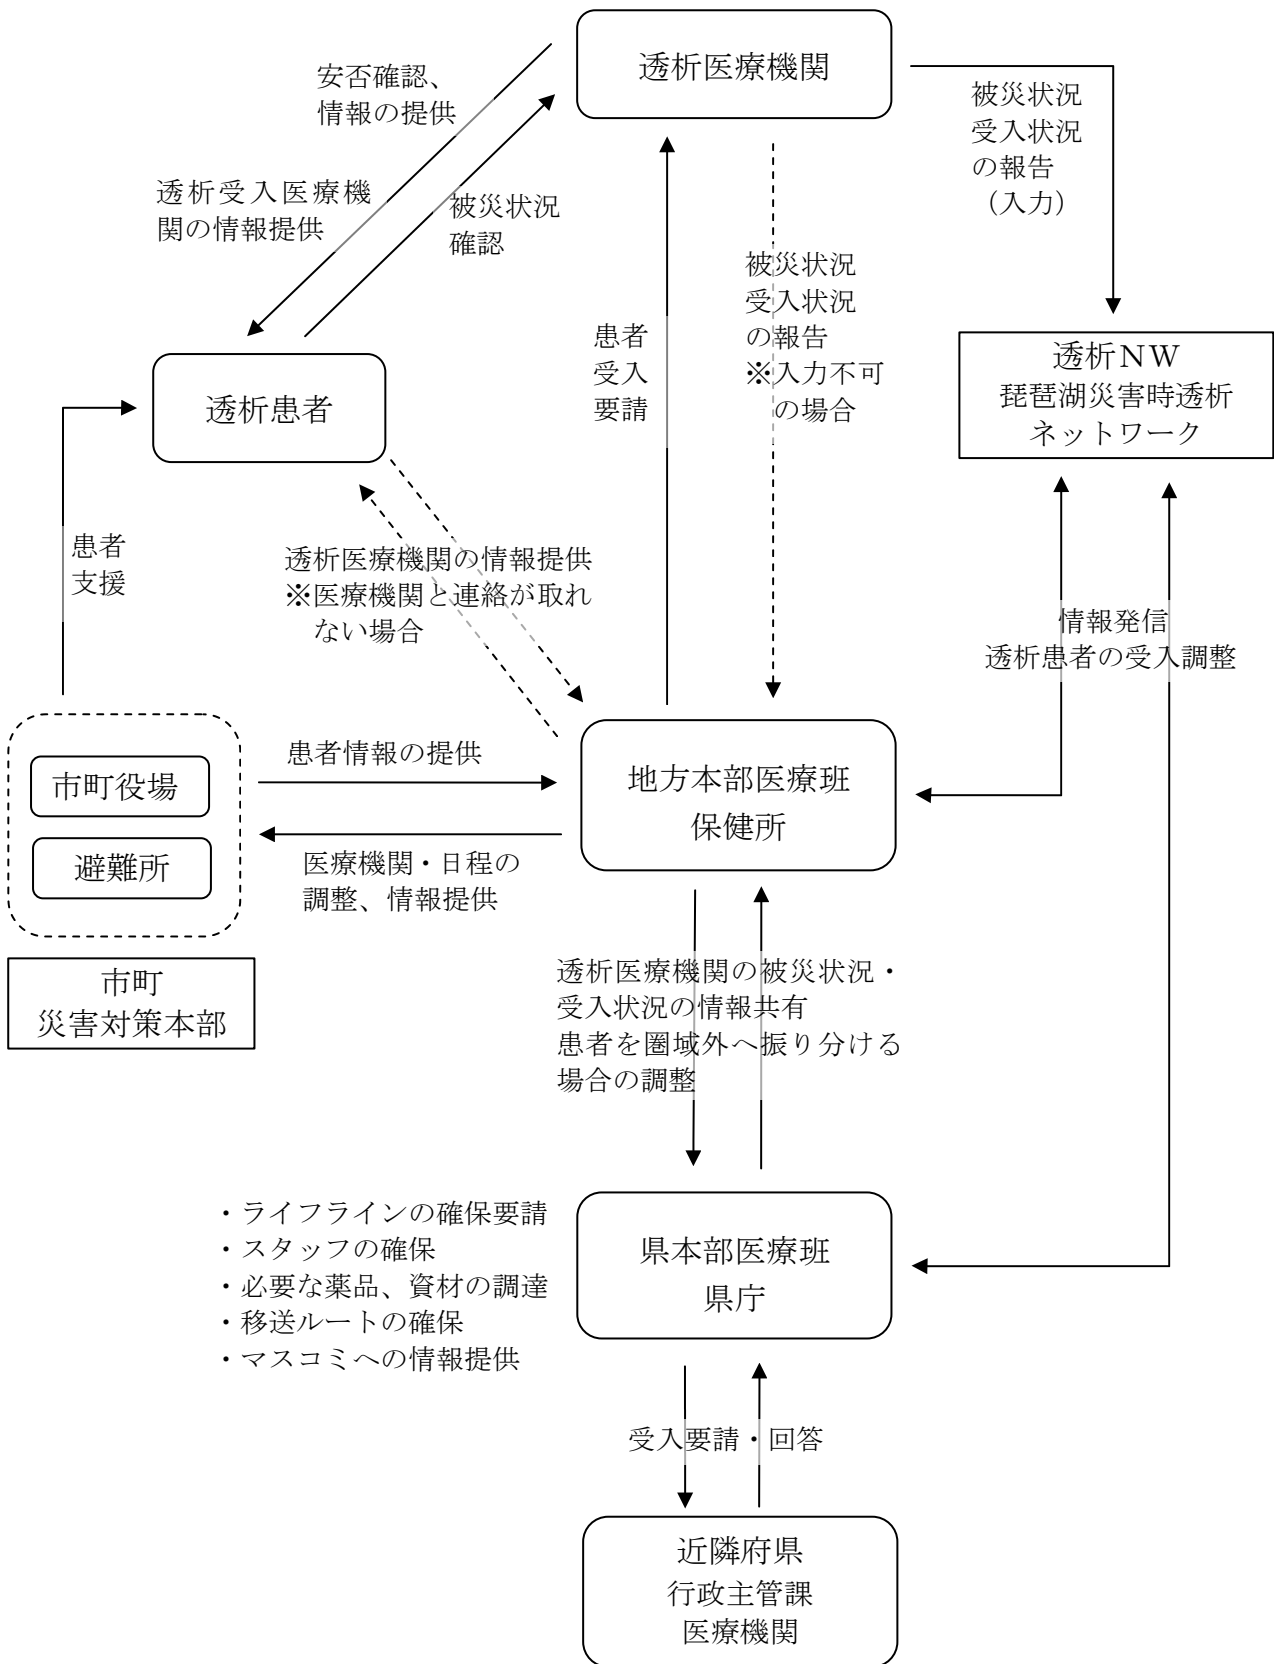 透析医療機関
安否確認、
情報の提供
被災状況
受入状況
の報告
（入力）
透析受入医療機
関の情報提供
被災状況
確認
被災状況
受入状況
の報告
※入力不可
の場合
患者
受入
要請
透析NW
琵琶湖災害時透析
ネットワーク
透析患者
患者
支援
透析医療機関の情報提供
※医療機関と連絡が取れ
ない場合
情報発信
透析患者の受入調整
市町役場
避難所
患者情報の提供
地方本部医療班
保健所
医療機関・日程の
調整、情報提供
市町
災害対策本部
透析医療機関の被災状況・
受入状況の情報共有
患者を圏域外へ振り分ける
場合の調整
・ライフラインの確保要請
・スタッフの確保
・必要な薬品、資材の調達
・移送ルートの確保
・マスコミへの情報提供
県本部医療班
県庁
受入要請・回答
近隣府県
行政主管課
医療機関